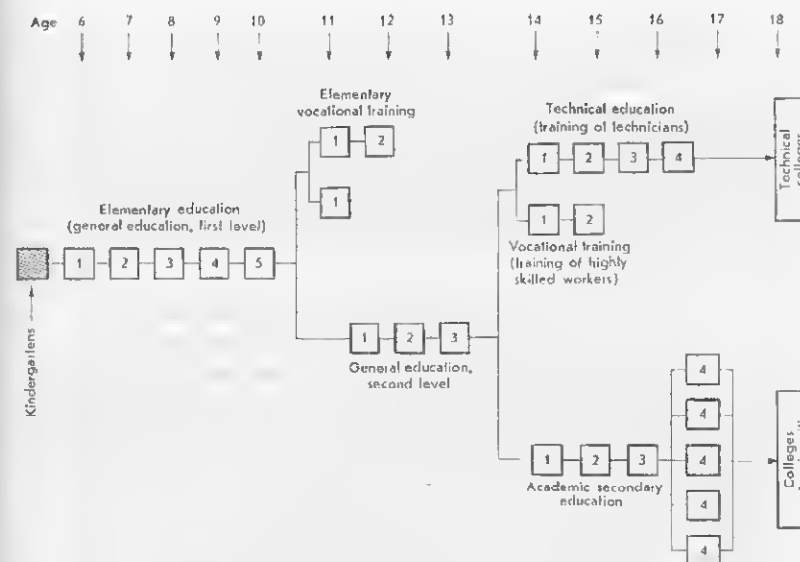 Age 6 7 8 9 10 11 12 13 14 15 16 17 18
Elementary
vocational training
1 2
1
Technical education
(training of technicians)
1 2 3 4
Technical
colleges
Elementary education
(general education, first level)
1 2 3 4 5
1 2
Vocational training
(training of highly
skilled workers)
Kindergartens
1 2 3
General education,
second level
1 2 3
Academic secondary
education
4
4
4
4
4
Colleges